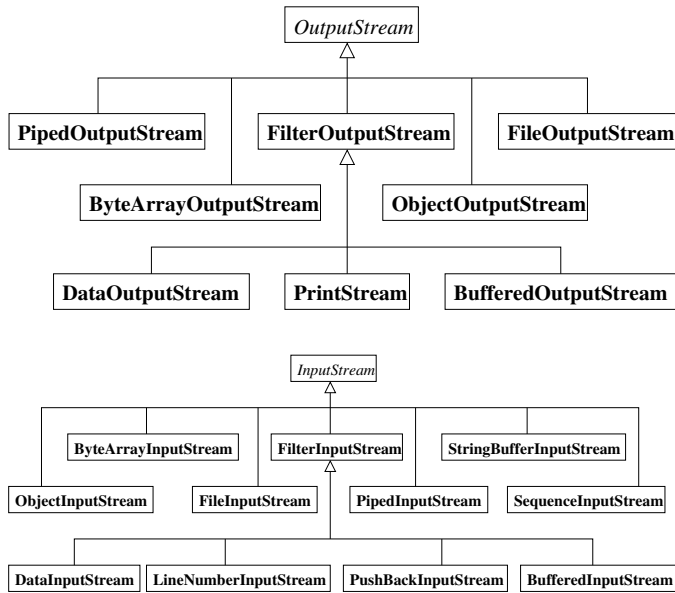 OutputStream
PipedOutputStream FilterOutputStream FileOutputStream
ByteArrayOutputStream ObjectOutputStream
DataOutputStream PrintStream BufferedOutputStream
InputStream
ByteArrayInputStream FilterInputStream StringBufferInputStream
ObjectInputStream FileInputStream PipedInputStream SequenceInputStream
DataInputStream LineNumberInputStream PushBackInputStream BufferedInputStream